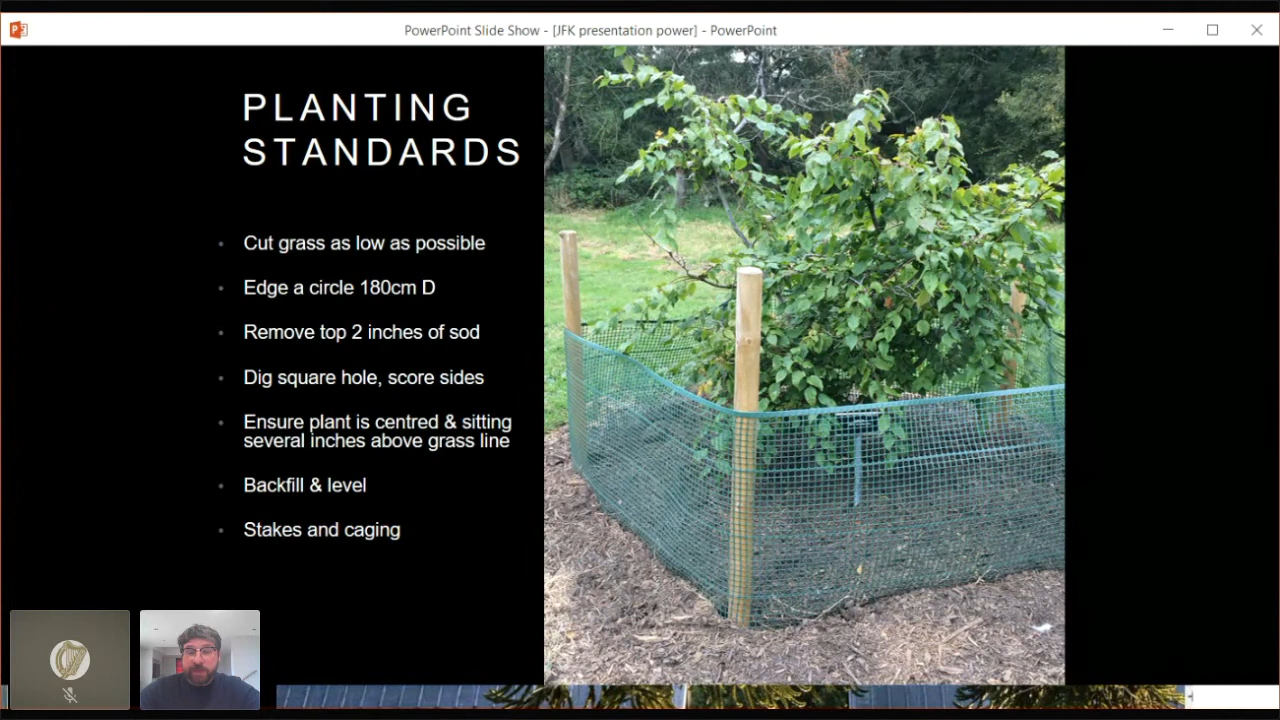 PowerPoint Slide Show - [JFK presentation power] - PowerPoint
PLANTING
STANDARDS
Cut grass as low as possible
Edge a circle 180cm D
Remove top 2 inches of sod
Dig square hole, score sides
Ensure plant is centred & sitting
several inches above grass line
Backfill & level
Stakes and caging